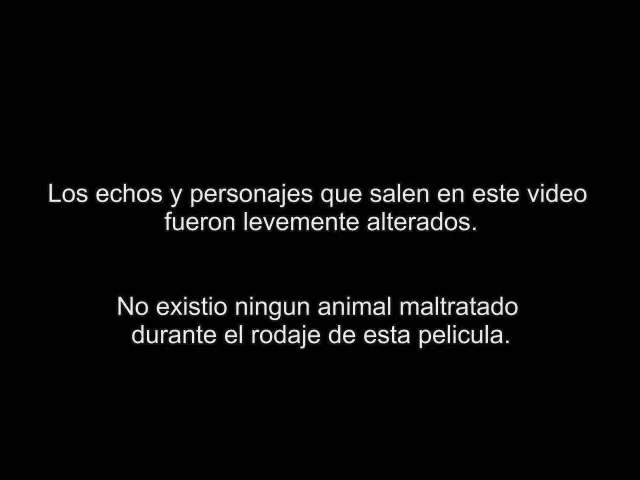 Los echos y personajes que salen en este video
fueron levemente alterados.
No existio ningun animal maltratado
durante el rodaje de esta pelicula.